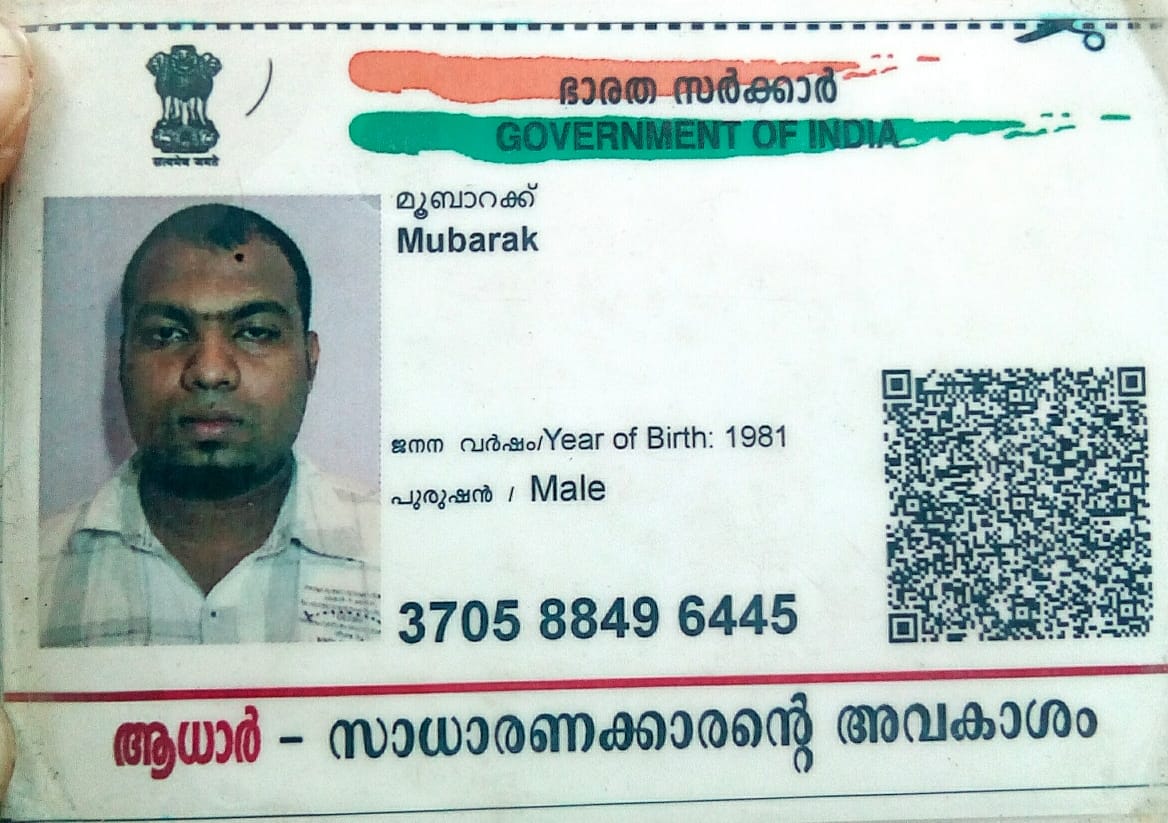 ഭാരത സർക്കാർ
GOVERNMENT OF INDIA
सत्यमेव जयते
മൂബാറക്ക്
Mubarak
ജനന വർഷം/Year of Birth: 1981
പുരുഷൻ / Male
3705 8849 6445
ആധാർ - സാധാരണക്കാരന്റെ അവകാശം